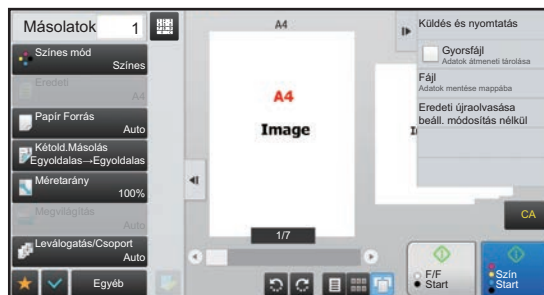 Másolatok 1
Színes mód
Színes
Eredeti
A4
Papír Forrás
Auto
Kétold.Másolás
Egyoldalas→Egyoldalas
Méretarány
100%
Megvilágítás
Auto
Leválogatás/Csoport
Auto
Egyéb
A4
A4
Image
1/7
Küldés és nyomtatás
Gyorsfájl
Adatok átmeneti tárolása
Fájl
Adatok mentése mappába
Eredeti újraolvasása
beáll. módosítás nélkül
CA
F/F
Start
Szín
Start